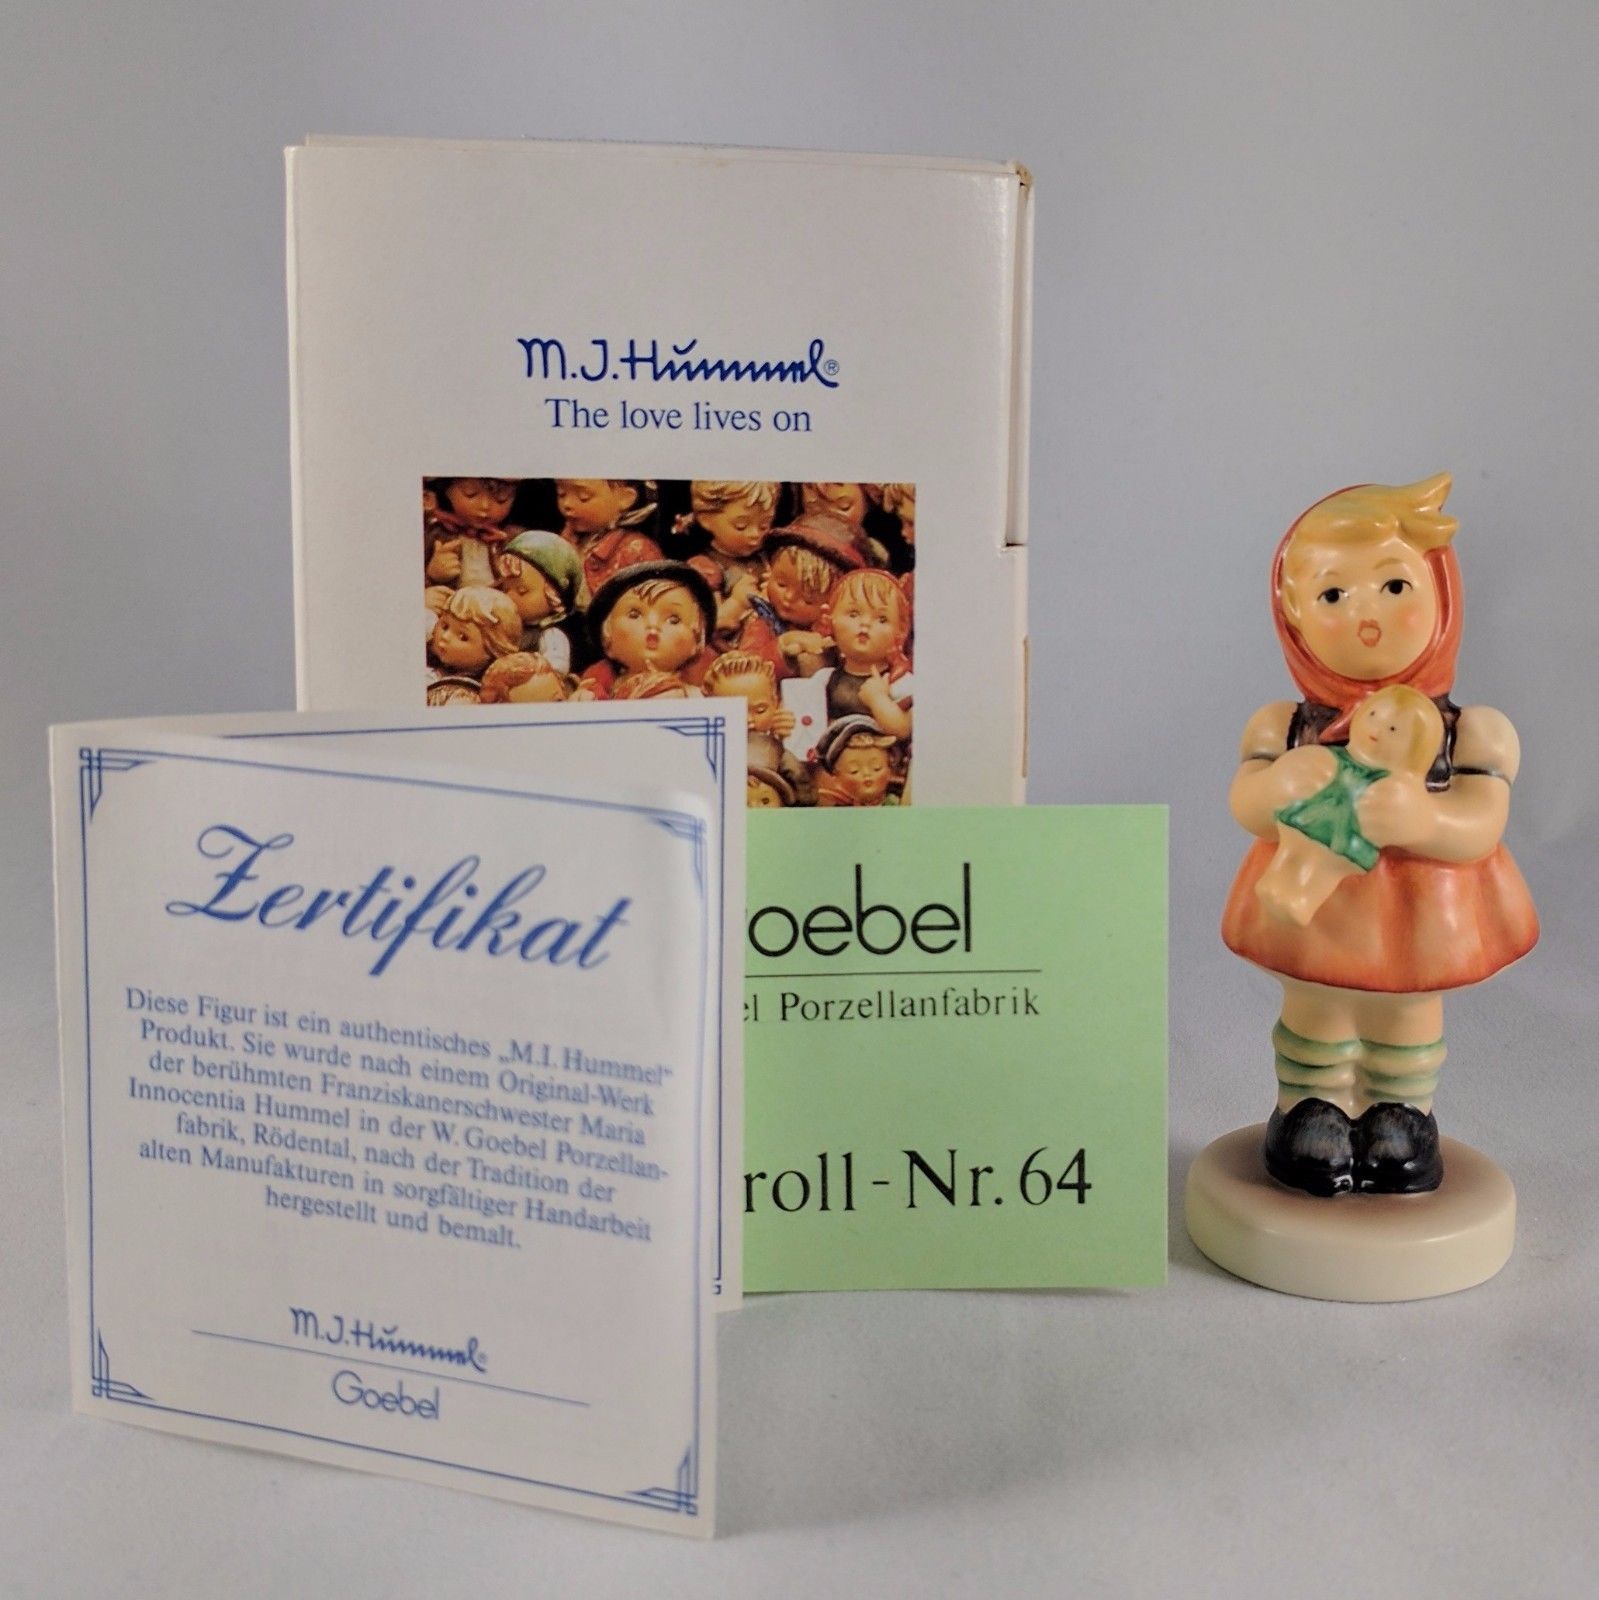 M.J.Hummel®
The love lives on
Zertifikat
Diese Figur ist ein authentisches „M.I. Hummel“
Produkt. Sie wurde nach einem Original-Werk
der berühmten Franziskanerschwester Maria
Innocentia Hummel in der W. Goebel Porzellan-
fabrik, Rödental, nach der Tradition der
alten Manufakturen in sorgfältiger Handarbeit
hergestellt und bemalt.
M.J.Hummel®
Goebel
oebel
el Porzellanfabrik
roll - Nr. 64